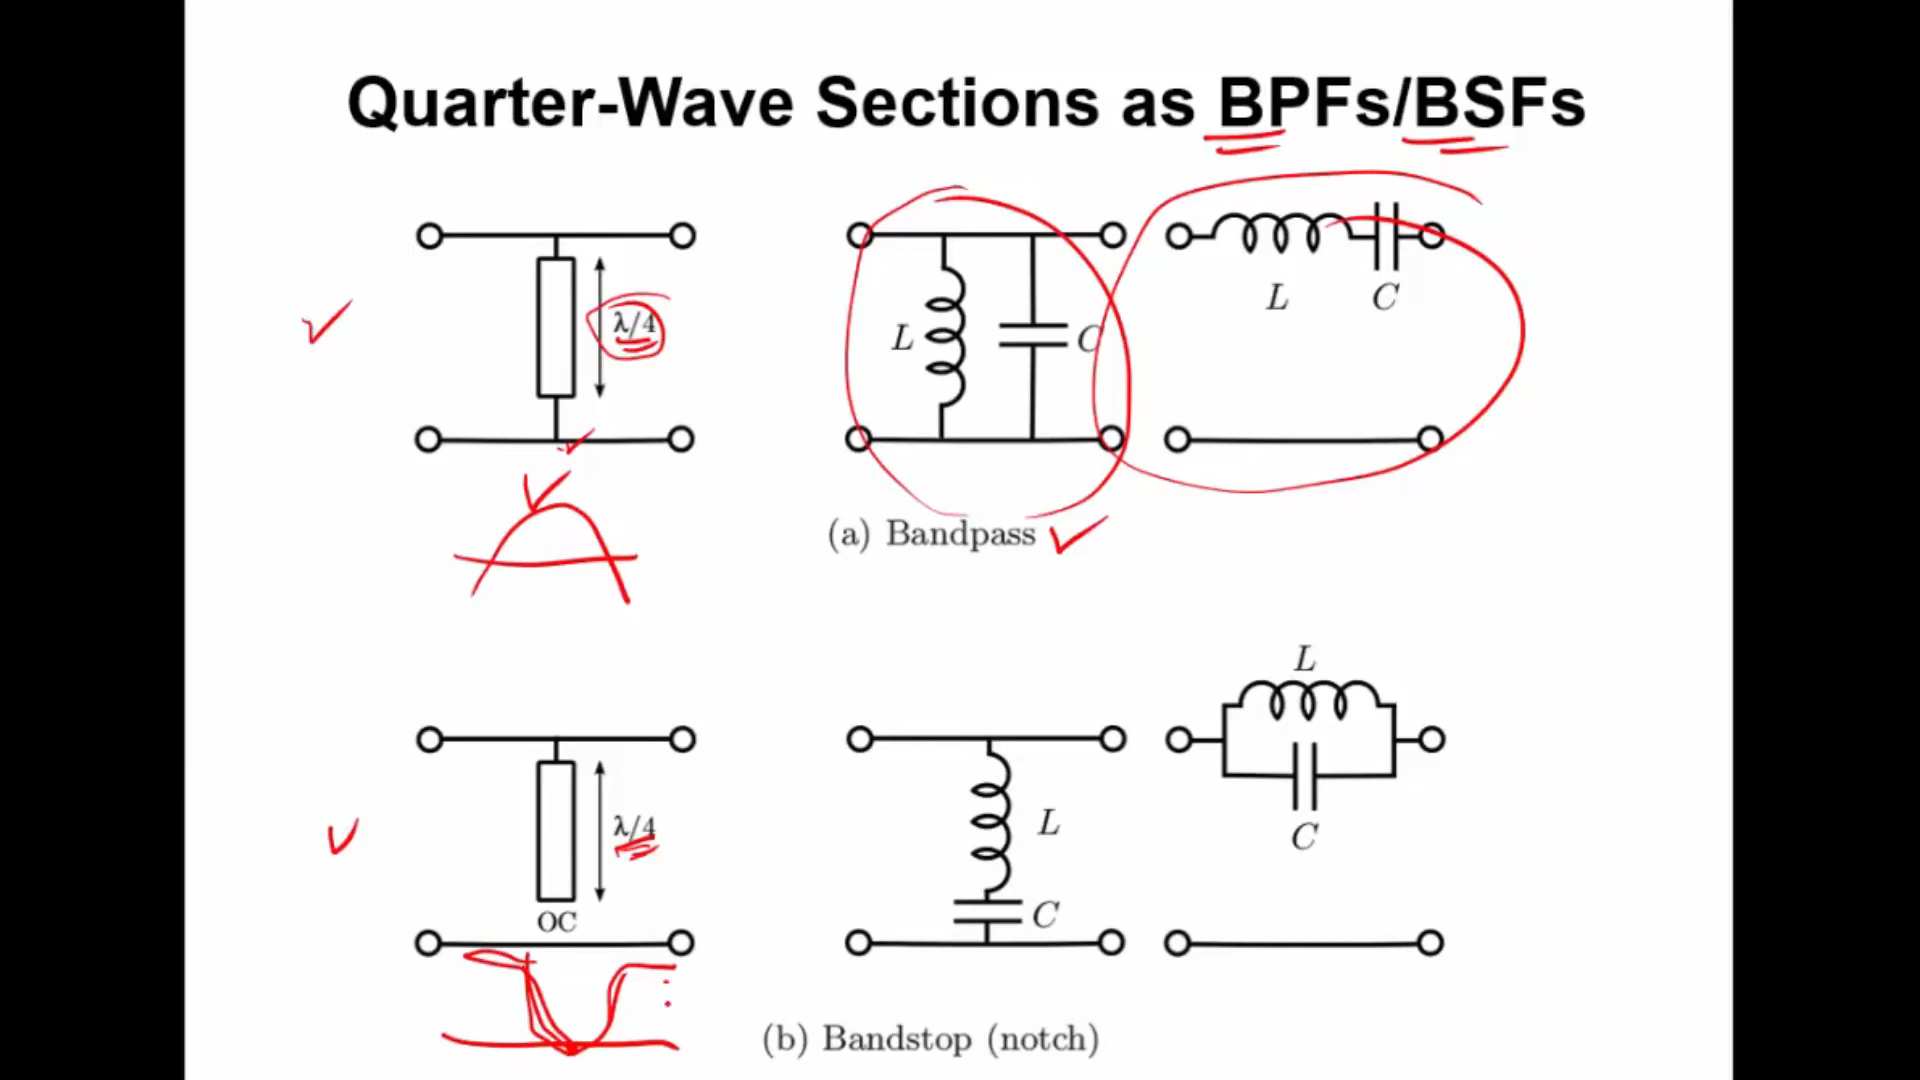 Quarter-Wave Sections as BPFs/BSFs
λ/4
L
C
L
C
(a) Bandpass
λ/4
OC
L
C
L
C
(b) Bandstop (notch)